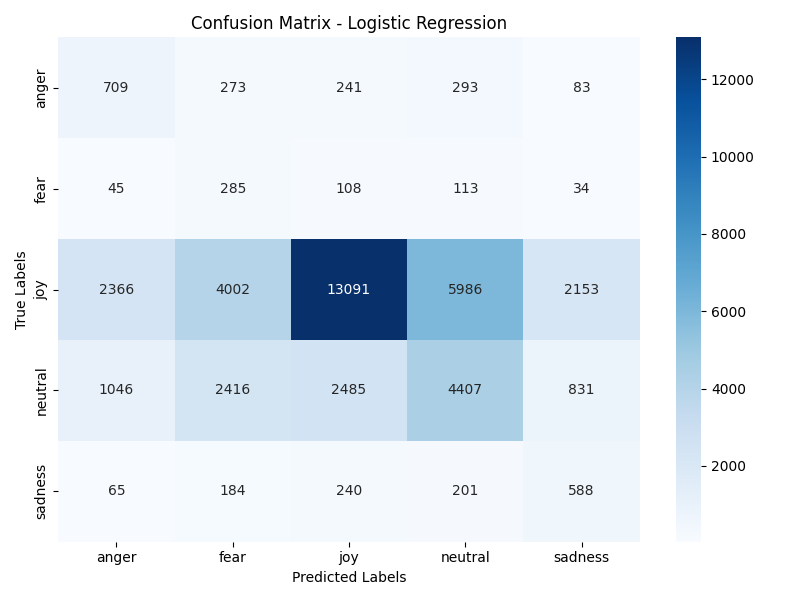 Confusion Matrix - Logistic Regression
True Labels
anger 709 273 241 293 83
fear 45 285 108 113 34
joy 2366 4002 13091 5986 2153
neutral 1046 2416 2485 4407 831
sadness 65 184 240 201 588
anger fear joy neutral sadness
Predicted Labels
12000
10000
8000
6000
4000
2000